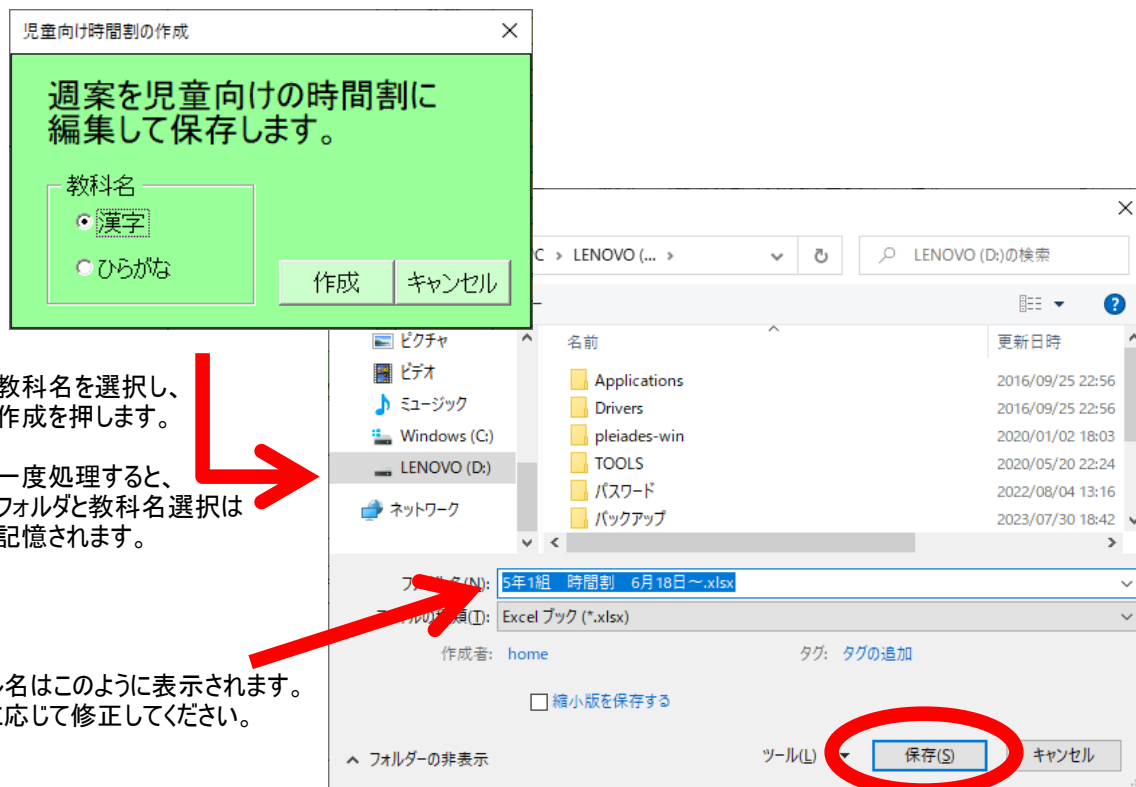 児童向け時間割の作成
週案を児童向けの時間割に
編集して保存します。
教科名
漢字
ひらがな
作成
キャンセル
教科名を選択し、
作成を押します。
一度処理すると、
フォルダと教科名選択は
記憶されます。
名はこのように表示されます。
応じて修正してください。
LENOVO (...
LENOVO (D:)の検索
名前
更新日時
ピクチャ
ビデオ
ミュージック
Windows (C:)
LENOVO (D:)
ネットワーク
Applications 2016/09/25 22:56
Drivers 2016/09/25 22:56
pleiades-win 2020/01/02 18:03
TOOLS 2020/05/20 22:24
パスワード 2022/08/04 13:16
バックアップ 2023/07/30 18:42
(N): 5年1組 時間割 6月18日~.xlsx
(T): Excel ブック (*.xlsx)
作成者: home
タグ: タグの追加
縮小版を保存する
フォルダーの非表示
ツール(L)
保存(S)
キャンセル